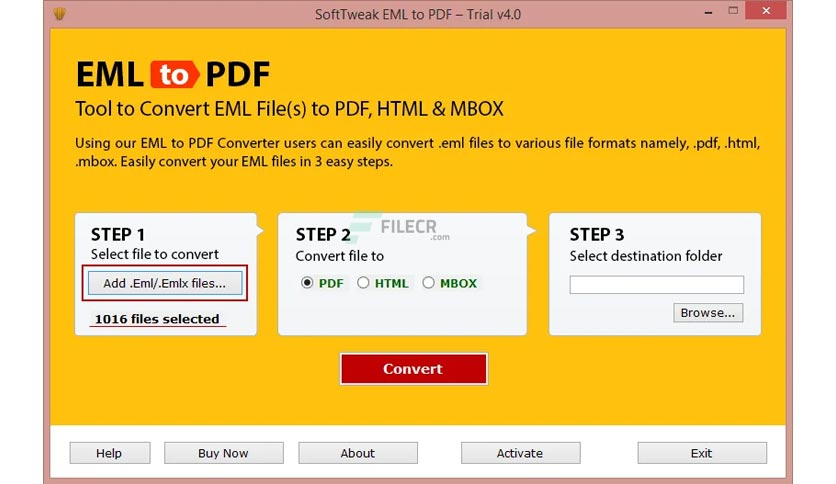 SoftTweak EML to PDF – Trial v4.0
EML to PDF
Tool to Convert EML File(s) to PDF, HTML & MBOX
Using our EML to PDF Converter users can easily convert .eml files to various file formats namely, .pdf, .html,
.mbox. Easily convert your EML files in 3 easy steps.
STEP 1
Select file to convert
Add .Eml/.Emlx files...
1016 files selected
STEP 2
FILECR
.com
Convert file to
PDF HTML MBOX
STEP 3
Select destination folder
Browse...
Convert
Help Buy Now About Activate Exit